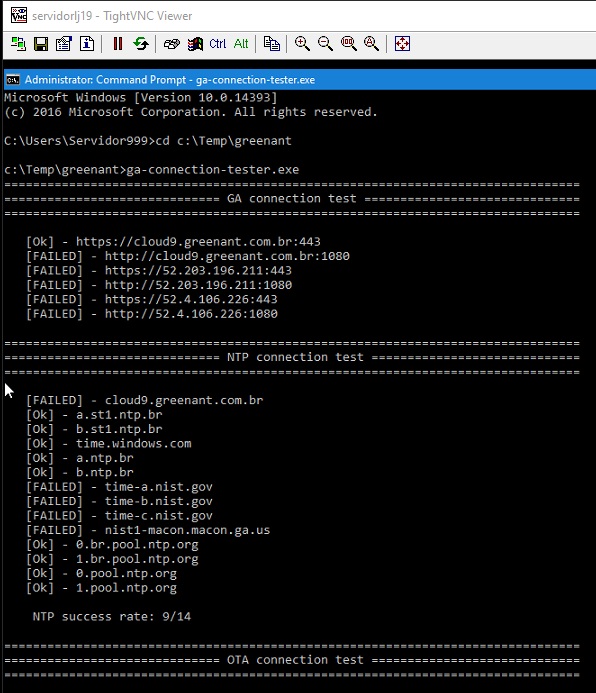 servidorlj19 - TightVNC Viewer
Ctrl Alt
Administrator: Command Prompt - ga-connection-tester.exe
Microsoft Windows [Version 10.0.14393]
(c) 2016 Microsoft Corporation. All rights reserved.
C:\Users\Servidor999>cd c:\Temp\greenant
c:\Temp\greenant>ga-connection-tester.exe
================================================================================
============================== GA connection test ==============================
================================================================================
[Ok] - https://cloud9.greenant.com.br:443
[FAILED] - http://cloud9.greenant.com.br:1080
[FAILED] - https://52.203.196.211:443
[FAILED] - http://52.203.196.211:1080
[FAILED] - https://52.4.106.226:443
[FAILED] - http://52.4.106.226:1080
================================================================================
============================== NTP connection test =============================
================================================================================
[FAILED] - cloud9.greenant.com.br
[Ok] - a.st1.ntp.br
[Ok] - b.st1.ntp.br
[Ok] - time.windows.com
[Ok] - a.ntp.br
[Ok] - b.ntp.br
[FAILED] - time-a.nist.gov
[FAILED] - time-b.nist.gov
[FAILED] - time-c.nist.gov
[FAILED] - nist1-macon.macon.ga.us
[Ok] - 0.br.pool.ntp.org
[Ok] - 1.br.pool.ntp.org
[Ok] - 0.pool.ntp.org
[Ok] - 1.pool.ntp.org
NTP success rate: 9/14
================================================================================
============================== OTA connection test =============================
================================================================================